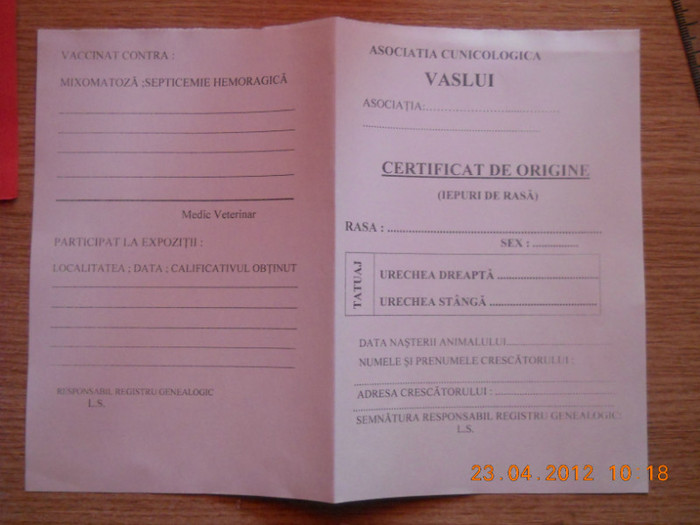 VACCINAT CONTRA :
MIXOMATOZĂ ;SEPTICEMIE HEMORAGICĂ
Medic Veterinar
PARTICIPAT LA EXPOZIȚII :
LOCALITATEA ; DATA ; CALIFICATIVUL OBȚINUT
RESPONSABIL REGISTRU GENEALOGIC
L.S.
ASOCIATIA CUNICOLOGICA
VASLUI
ASOCIAȚIA:
CERTIFICAT DE ORIGINE
(IEPURI DE RASĂ)
RASA :
SEX :
TATUAJ
URECHEA DREAPTĂ
URECHEA STÂNGĂ
DATA NAȘTERII ANIMALULUI
NUMELE ȘI PRENUMELE CRESCĂTORULUI :
ADRESA CRESCĂTORULUI :
SEMNĂTURA RESPONSABIL REGISTRU GENEALOGIC:
L.S.
23.04.2012 10:18